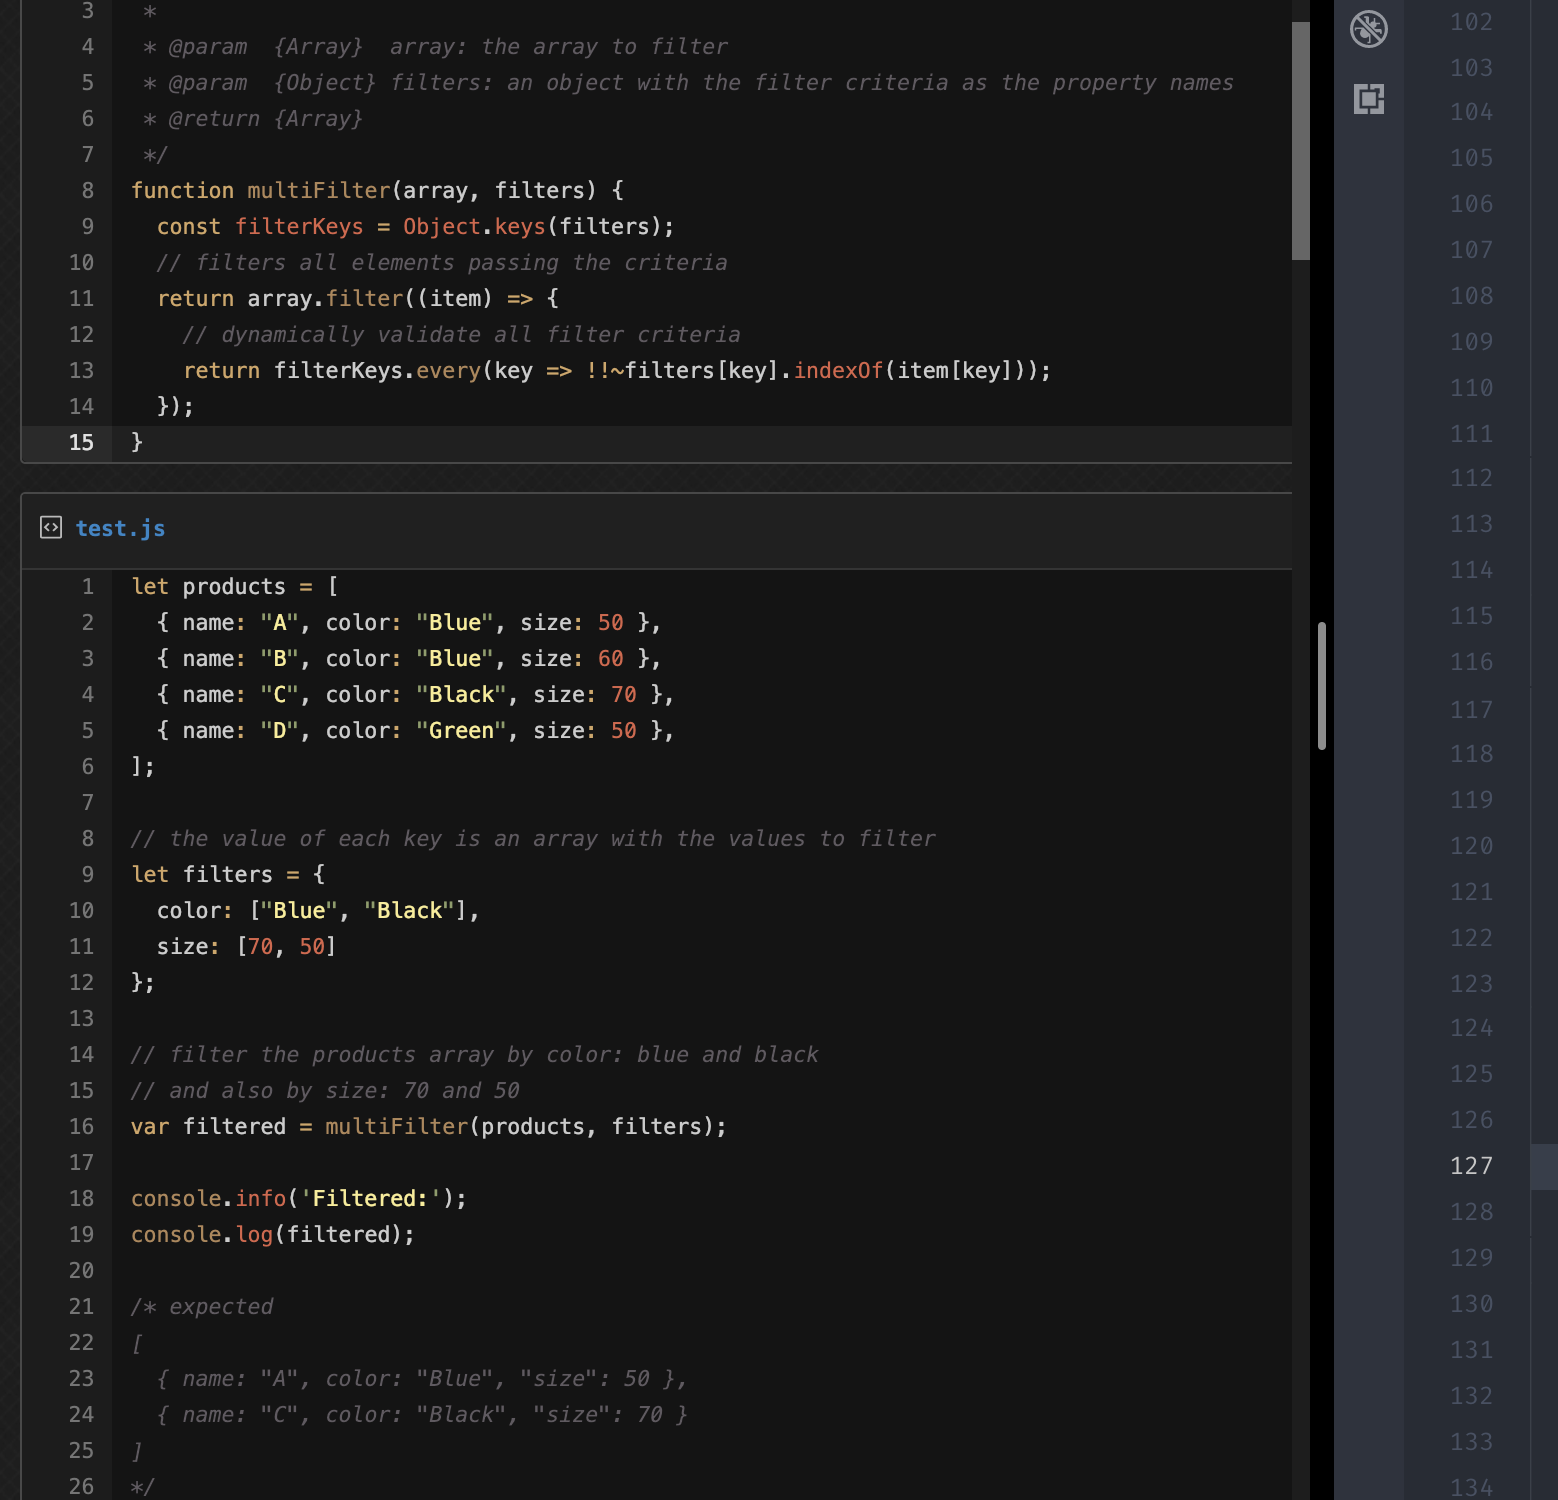 3  *
4  * @param  {Array}  array: the array to filter
5  * @param  {Object} filters: an object with the filter criteria as the property names
6  * @return {Array}
7  */
8 function multiFilter(array, filters) {
9   const filterKeys = Object.keys(filters);
10   // filters all elements passing the criteria
11   return array.filter((item) => {
12     // dynamically validate all filter criteria
13     return filterKeys.every(key => !!~filters[key].indexOf(item[key]));
14   });
15 }
test.js
1 let products = [
2   { name: "A", color: "Blue", size: 50 },
3   { name: "B", color: "Blue", size: 60 },
4   { name: "C", color: "Black", size: 70 },
5   { name: "D", color: "Green", size: 50 },
6 ];
7
8 // the value of each key is an array with the values to filter
9 let filters = {
10   color: ["Blue", "Black"],
11   size: [70, 50]
12 };
13
14 // filter the products array by color: blue and black
15 // and also by size: 70 and 50
16 var filtered = multiFilter(products, filters);
17
18 console.info('Filtered:');
19 console.log(filtered);
20
21 /* expected
22 [
23   { name: "A", color: "Blue", "size": 50 },
24   { name: "C", color: "Black", "size": 70 }
25 ]
26 */
102
103
104
105
106
107
108
109
110
111
112
113
114
115
116
117
118
119
120
121
122
123
124
125
126
127
128
129
130
131
132
133
134